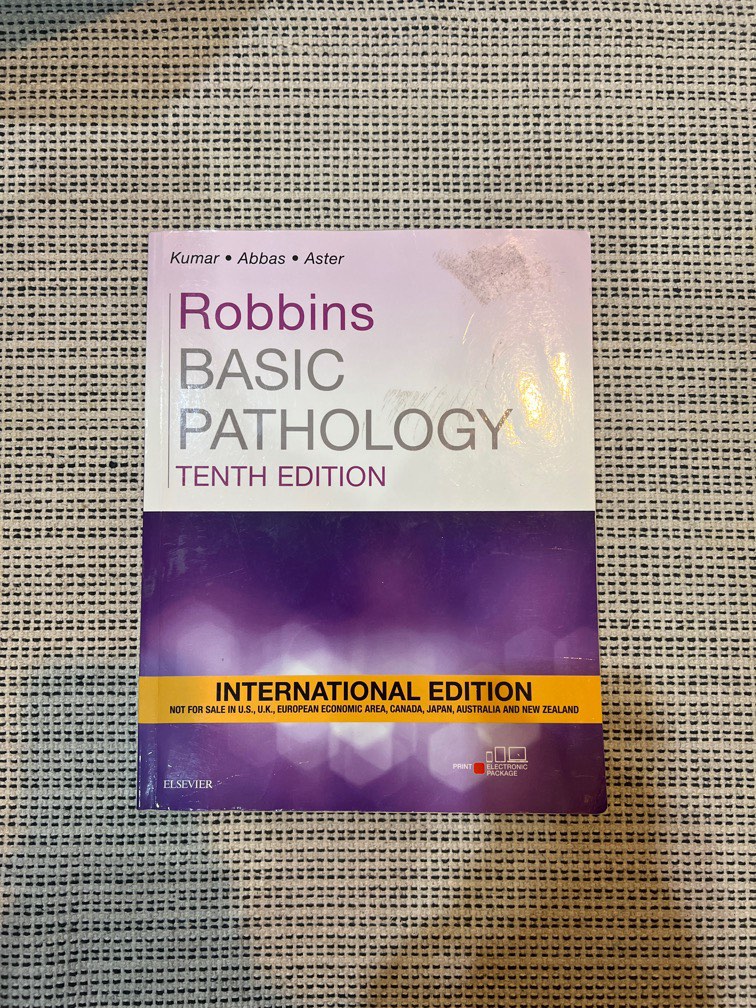 Kumar • Abbas • Aster
Robbins
BASIC
PATHOLOGY
TENTH EDITION
INTERNATIONAL EDITION
NOT FOR SALE IN U.S., U.K., EUROPEAN ECONOMIC AREA, CANADA, JAPAN, AUSTRALIA AND NEW ZEALAND
PRINT ELECTRONIC
PACKAGE
ELSEVIER